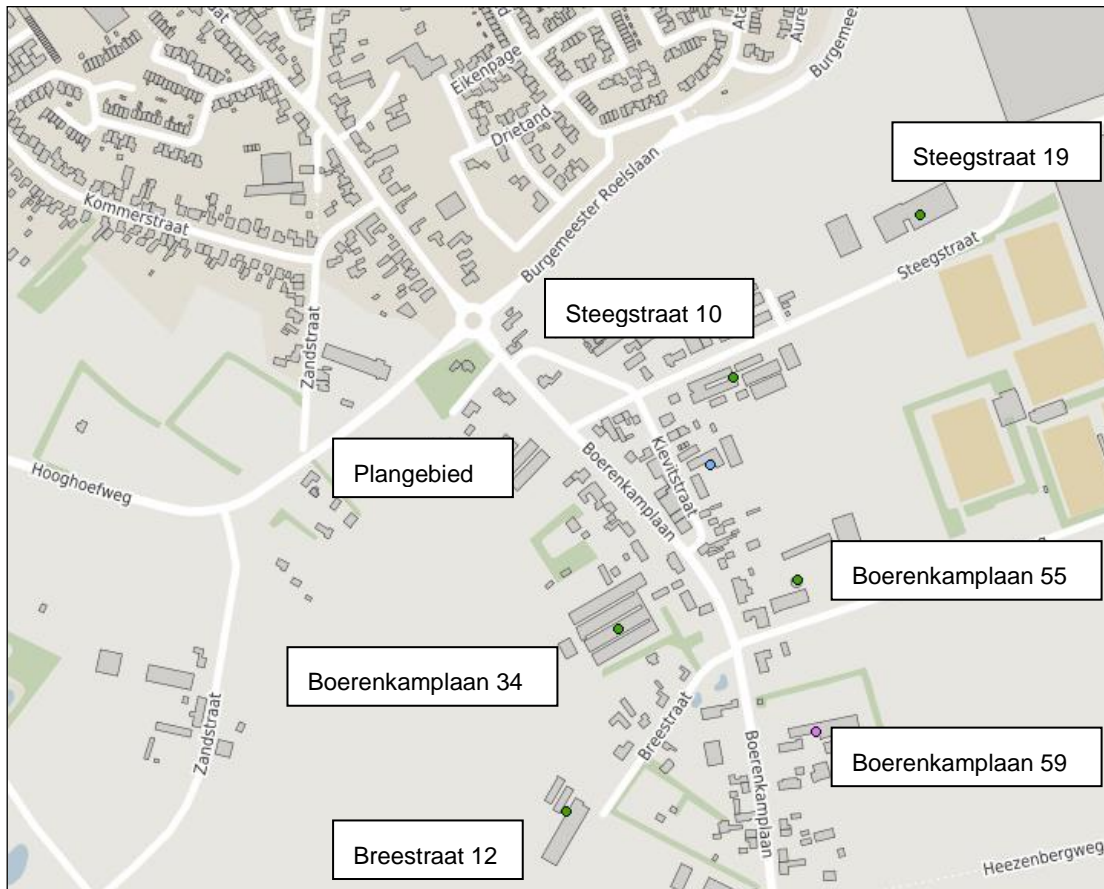 Eikenpage
Drietand
Burgemeester Roelslaan
Steegstraat 19
Kommerstraat
Steegstraat
Steegstraat 10
Zandstraat
Plangebied
Hooghoefweg
Boerenkamplaan
Kievitstraat
Boerenkamplaan 55
Boerenkamplaan 34
Zandstraat
Breestraat
Boerenkamplaan
Boerenkamplaan 59
Breestraat 12
Heezenbergweg